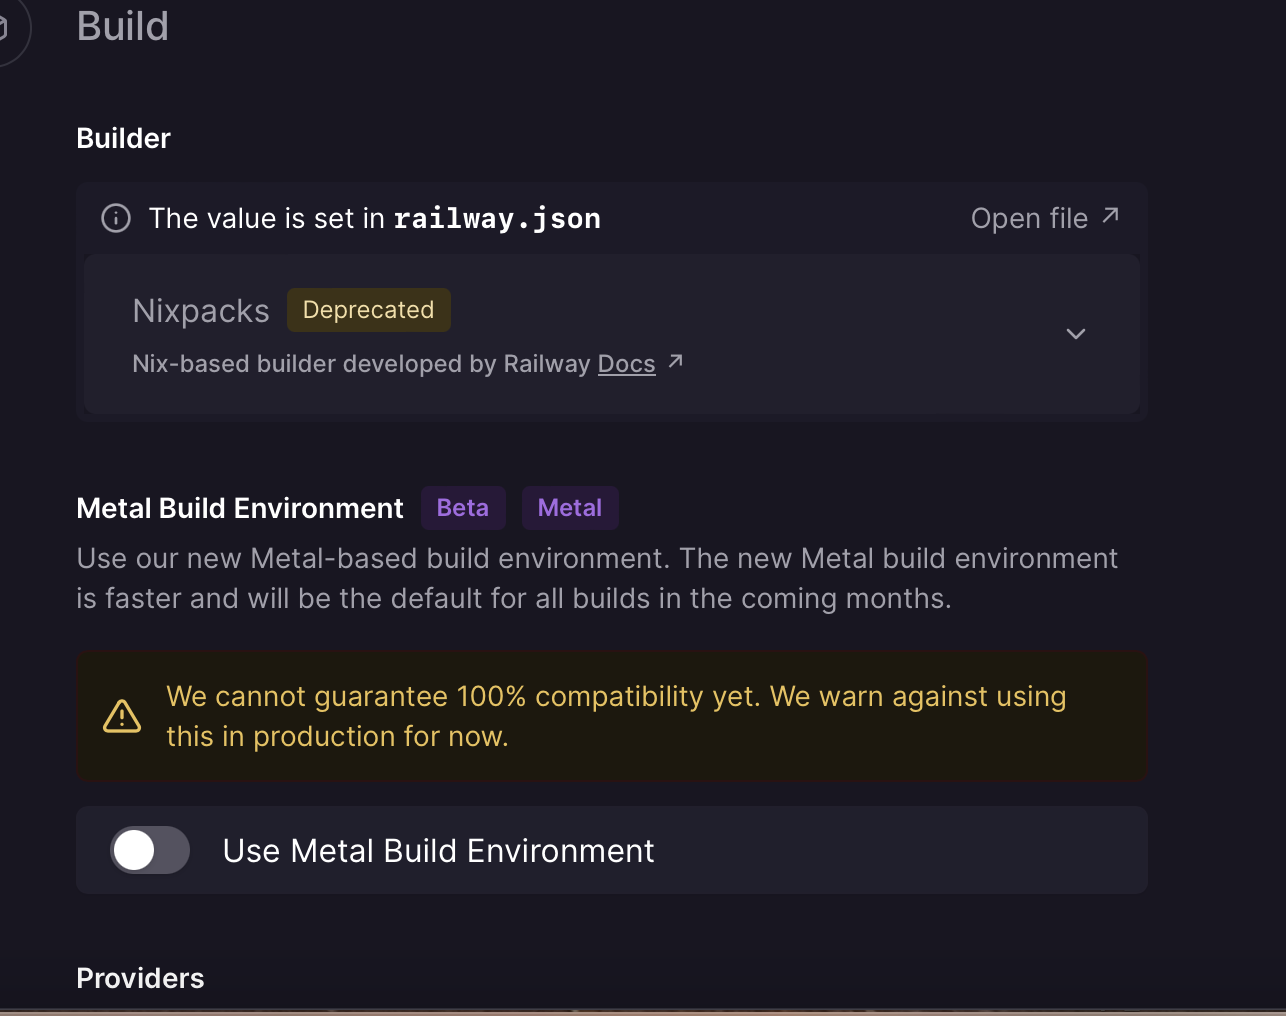 Build
Builder
The value is set in railway.json
Open file
Nixpacks Deprecated
Nix-based builder developed by Railway Docs
Metal Build Environment Beta Metal
Use our new Metal-based build environment. The new Metal build environment
is faster and will be the default for all builds in the coming months.
We cannot guarantee 100% compatibility yet. We warn against using
this in production for now.
Use Metal Build Environment
Providers